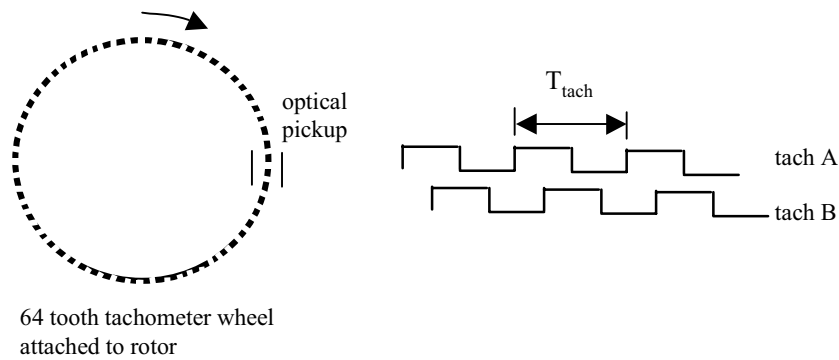 optical
pickup
T_tach
tach A
tach B
64 tooth tachometer wheel
attached to rotor